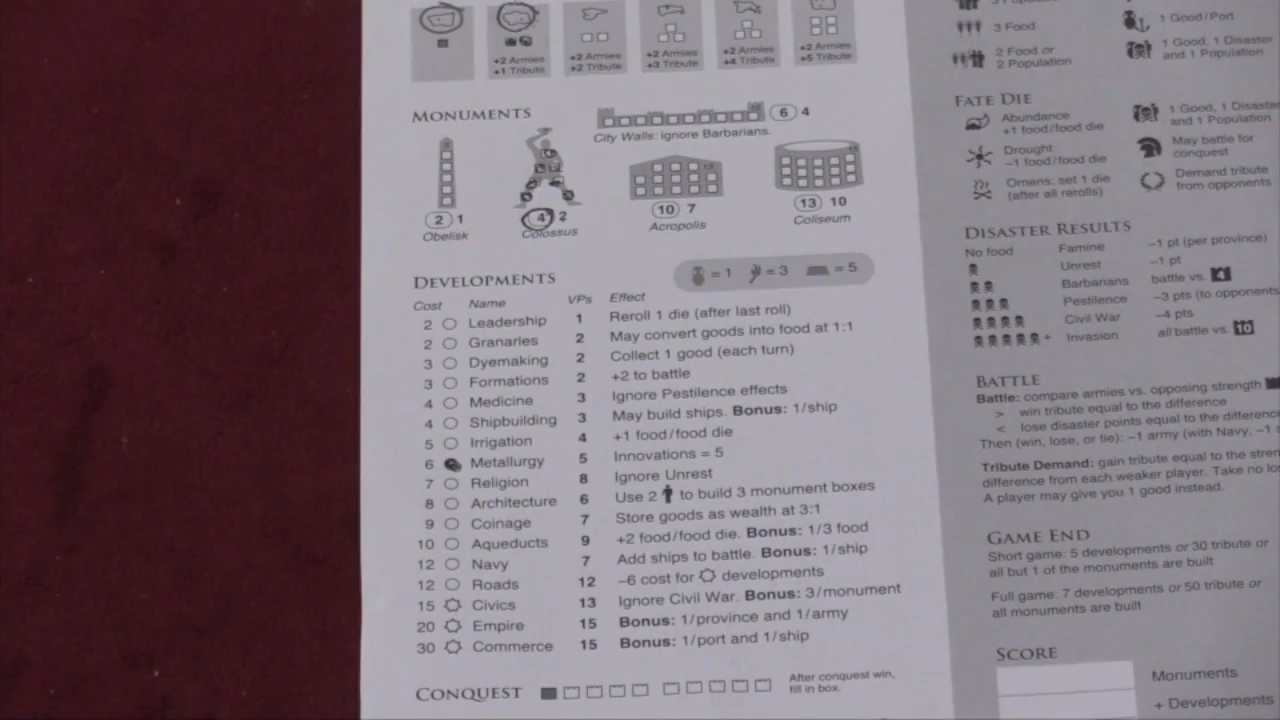 +2 Armies
+1 Tribute
+2 Armies
+2 Tribute
+2 Armies
+3 Tribute
+2 Armies
+4 Tribute
+2 Armies
+5 Tribute
MONUMENTS
6 4
City Walls: ignore Barbarians.
2 1
Obelisk
4 2
Colossus
10 7
Acropolis
13 10
Coliseum
DEVELOPMENTS
= 1 = 3 = 5
Cost Name VPs Effect
2 Leadership 1 Reroll 1 die (after last roll)
2 Granaries 2 May convert goods into food at 1:1
3 Dyemaking 2 Collect 1 good (each turn)
3 Formations 2 +2 to battle
4 Medicine 3 Ignore Pestilence effects
4 Shipbuilding 3 May build ships. Bonus: 1/ship
5 Irrigation 4 +1 food/food die
6 Metallurgy 5 Innovations = 5
7 Religion 8 Ignore Unrest
8 Architecture 6 Use 2 to build 3 monument boxes
9 Coinage 7 Store goods as wealth at 3:1
10 Aqueducts 9 +2 food/food die. Bonus: 1/3 food
12 Navy 7 Add ships to battle. Bonus: 1/ship
12 Roads 12 –6 cost for developments
15 Civics 13 Ignore Civil War. Bonus: 3/monument
20 Empire 15 Bonus: 1/province and 1/army
30 Commerce 15 Bonus: 1/port and 1/ship
CONQUEST
After conquest win,
fill in box.
3 Food
2 Food or
2 Population
1 Good/Port
1 Good, 1 Disaster
and 1 Population
FATE DIE
Abundance
+1 food/food die
Drought
–1 food/food die
Omens: set 1 die
(after all rerolls)
1 Good, 1 Disaster
and 1 Population
May battle for
conquest
Demand tribute
from opponents
DISASTER RESULTS
No food Famine –1 pt (per province)
Unrest –1 pt
Barbarians battle vs. 4
Pestilence –3 pts (to opponents
Civil War –4 pts
+ Invasion all battle vs. 10
BATTLE
Battle: compare armies vs. opposing strength
> win tribute equal to the difference
< lose disaster points equal to the difference
Then (win, lose, or tie): –1 army (with Navy, –1
Tribute Demand: gain tribute equal to the
difference from each weaker player. Take no
A player may give you 1 good instead.
GAME END
Short game: 5 developments or 30 tribute or
all but 1 of the monuments are built
Full game: 7 developments or 50 tribute or
all monuments are built
SCORE
Monuments
+ Developments